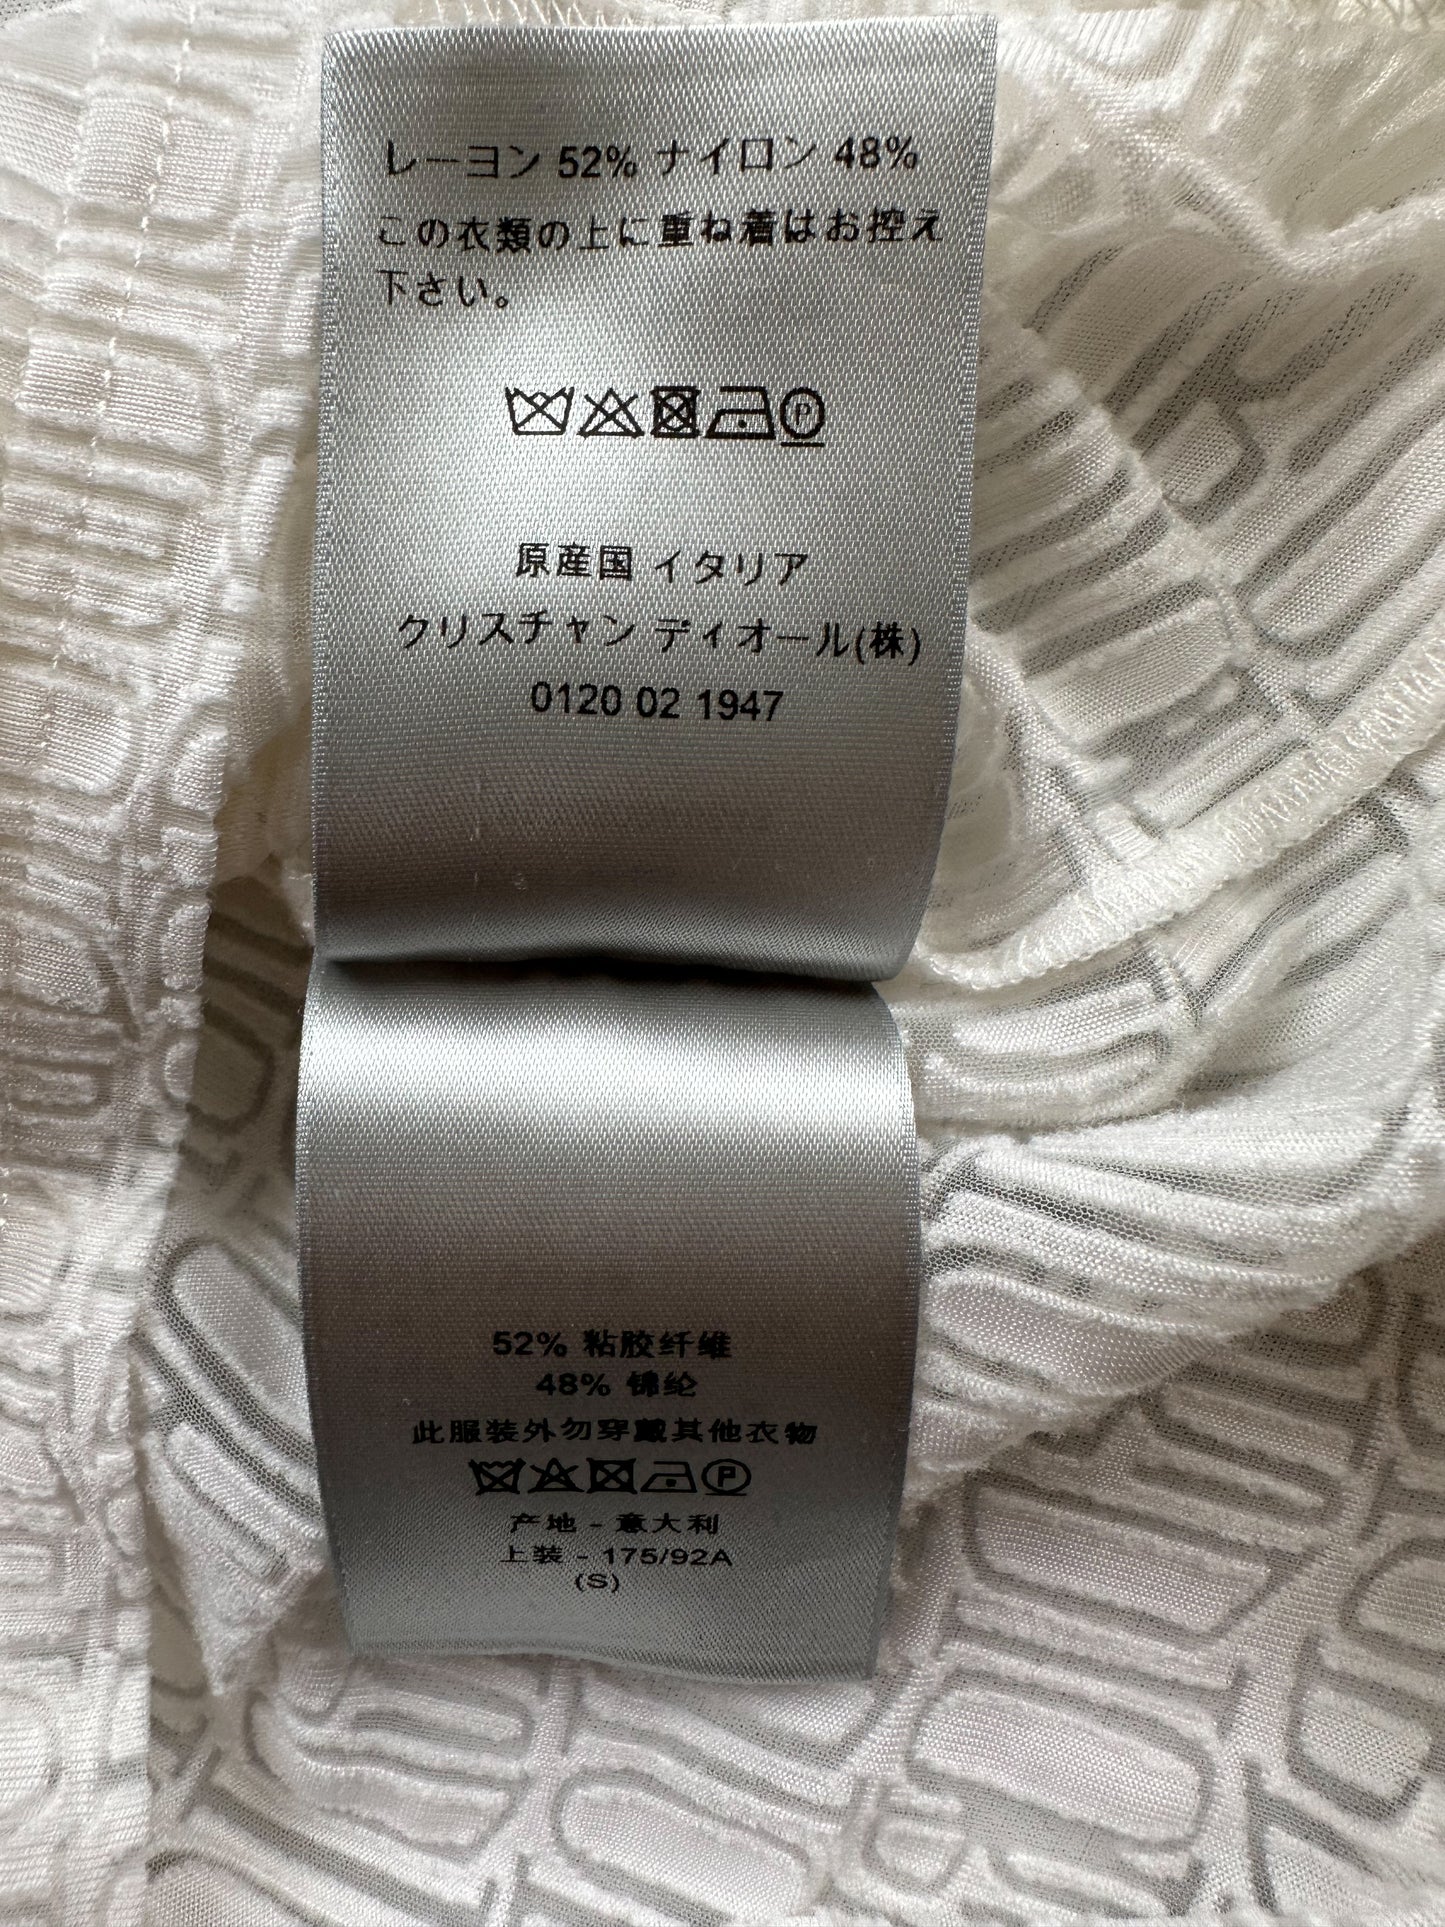 レーヨン 52% ナイロン 48%
この衣類の上に重ね着はお控え
下さい。
P
原産国 イタリア
クリスチャン ディオール(株)
0120 02 1947
52% 粘胶纤维
48% 锦纶
此服装外勿穿戴其他衣物
P
产地 - 意大利
上装 - 175/92A
(S)